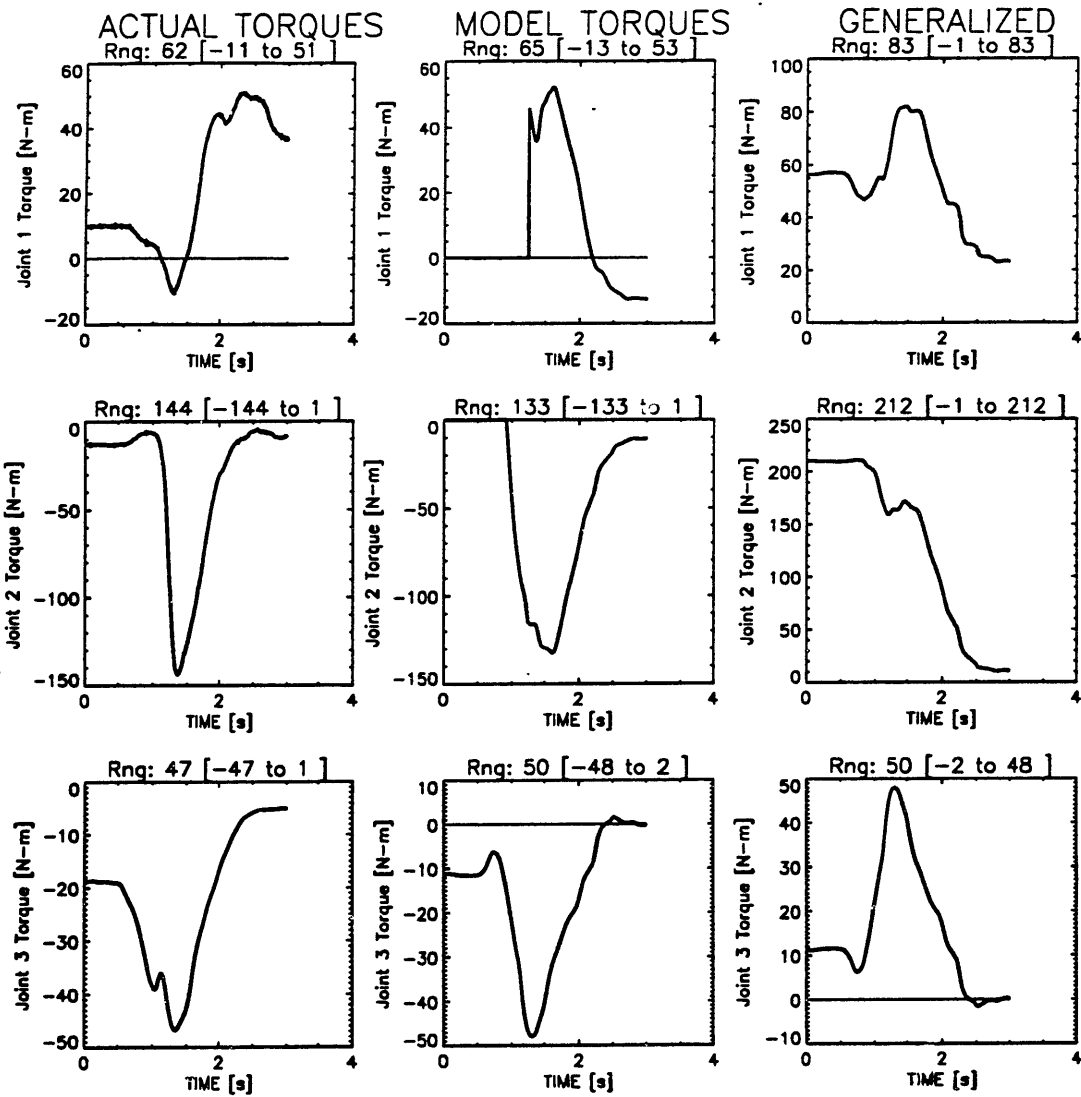 ACTUAL TORQUES
MODEL TORQUES
GENERALIZED
Rng: 62 [-11 to 51 ]
Rng: 65 [-13 to 53 ]
Rng: 83 [-1 to 83 ]
Joint 1 Torque [N-m]
60
40
20
0
-20
0
2
4
TIME [s]
Joint 1 Torque [N-m]
60
40
20
0
-20
0
2
4
TIME [s]
Joint 1 Torque [N-m]
100
80
60
40
20
0
0
2
4
TIME [s]
Rng: 144 [-144 to 1 ]
Rng: 133 [-133 to 1 ]
Rng: 212 [-1 to 212 ]
Joint 2 Torque [N-m]
0
-50
-100
-150
0
2
4
TIME [s]
Joint 2 Torque [N-m]
0
-50
-100
-150
0
2
4
TIME [s]
Joint 2 Torque [N-m]
250
200
150
100
50
0
0
2
4
TIME [s]
Rng: 47 [-47 to 1 ]
Rng: 50 [-48 to 2 ]
Rng: 50 [-2 to 48 ]
Joint 3 Torque [N-m]
0
-10
-20
-30
-40
-50
0
2
4
TIME [s]
Joint 3 Torque [N-m]
10
0
-10
-20
-30
-40
-50
0
2
4
TIME [s]
Joint 3 Torque [N-m]
50
40
30
20
10
0
-10
0
2
4
TIME [s]